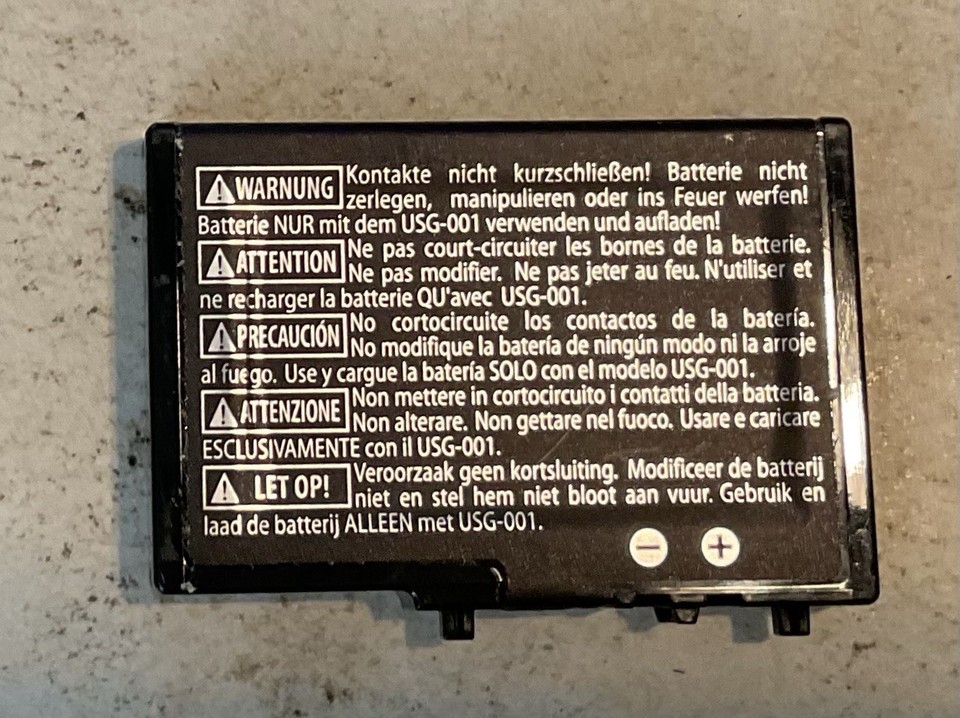 ⚠WARNUNG Kontakte nicht kurzschließen! Batterie nicht
zerlegen, manipulieren oder ins Feuer werfen!
Batterie NUR mit dem USG-001 verwenden und aufladen!
⚠ATTENTION Ne pas court-circuiter les bornes de la batterie.
Ne pas modifier. Ne pas jeter au feu. N'utiliser et
ne recharger la batterie QU'avec USG-001.
⚠PRECAUCIÓN No cortocircuite los contactos de la batería.
No modifique la batería de ningún modo ni la arroje
al fuego. Use y cargue la batería SOLO con el modelo USG-001.
⚠ATTENZIONE Non mettere in cortocircuito i contatti della batteria.
Non alterare. Non gettare nel fuoco. Usare e caricare
ESCLUSIVAMENTE con il USG-001.
⚠ LET OP! Veroorzaak geen kortsluiting. Modificeer de batterij
niet en stel hem niet bloot aan vuur. Gebruik en
laad de batterij ALLEEN met USG-001.
− +